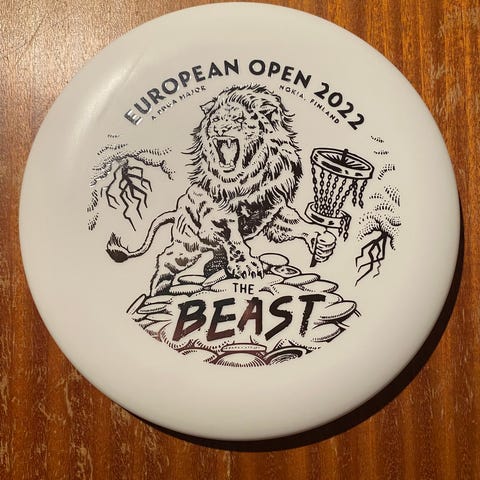 EUROPEAN OPEN 2022
A PDGA MAJOR NOKIA, FINLAND
THE
BEAST